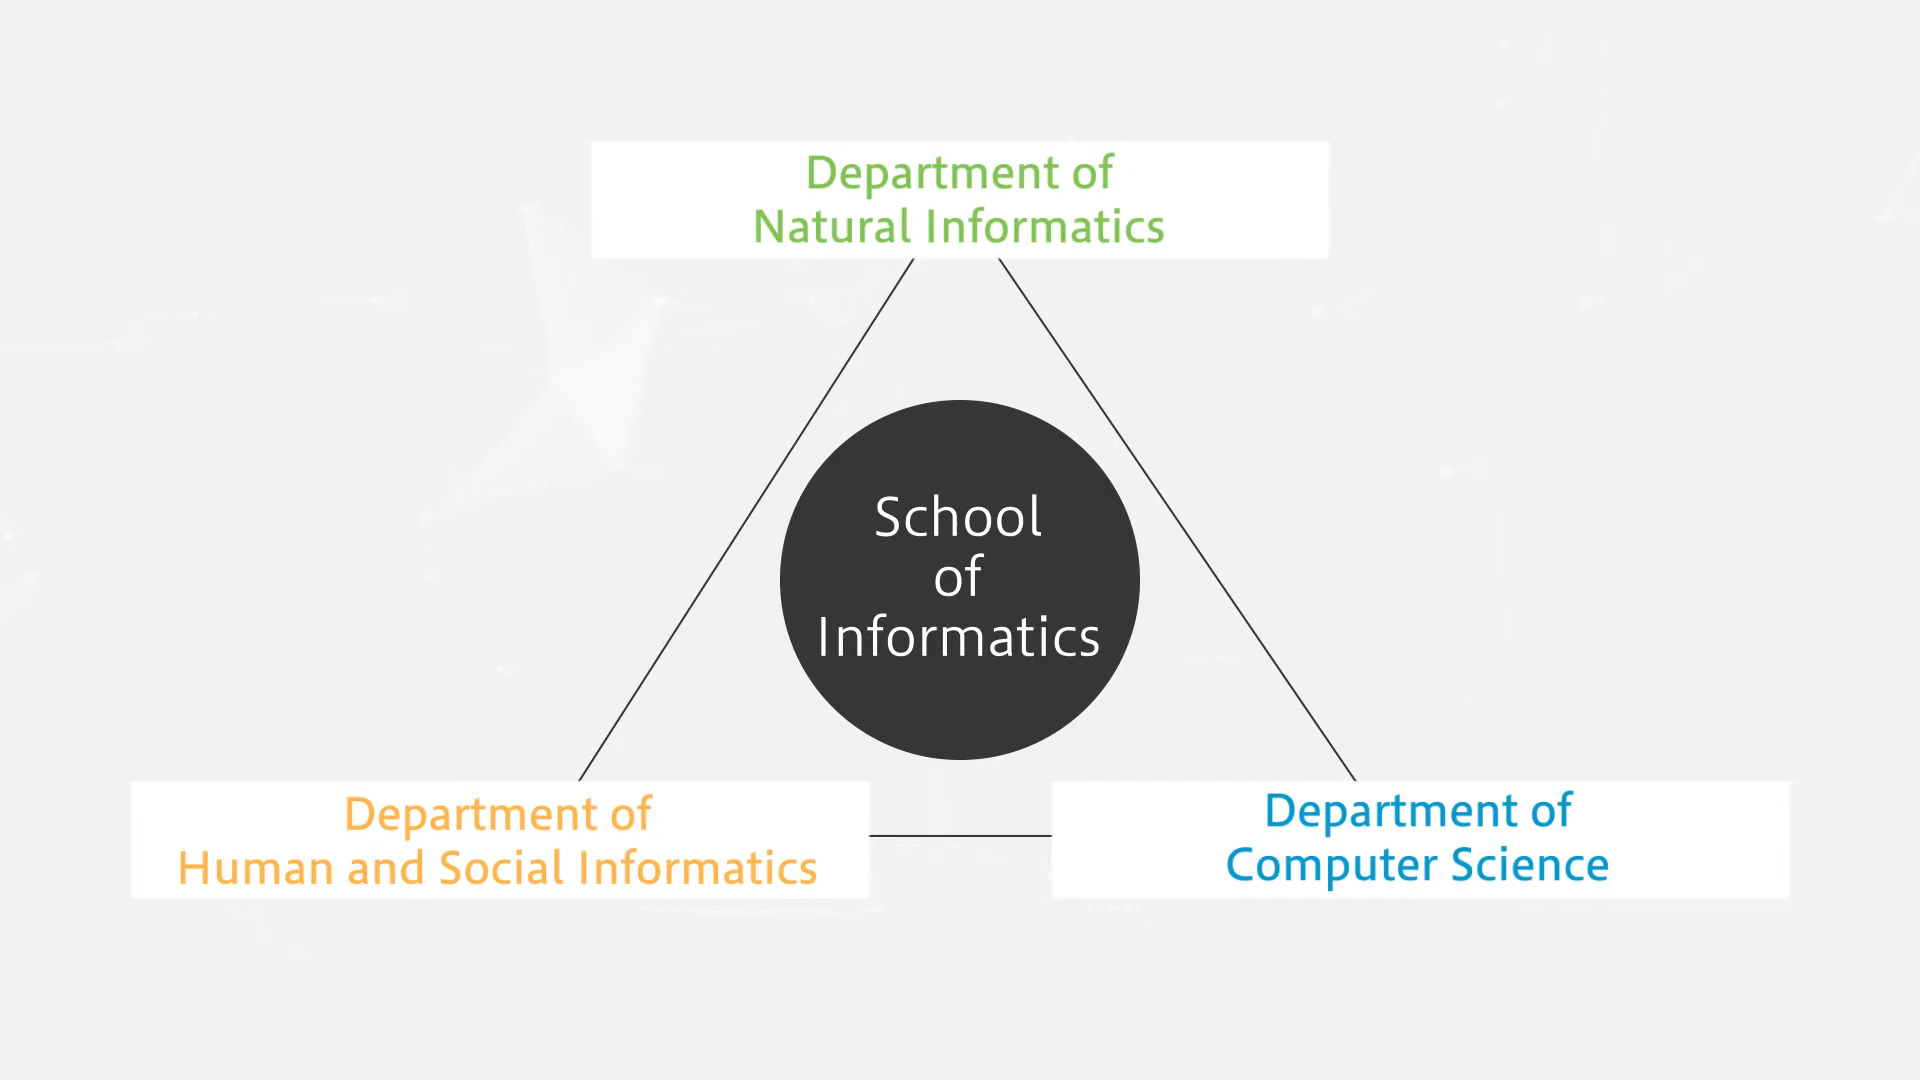 Department of
Natural Informatics
School
of
Informatics
Department of
Human and Social Informatics
Department of
Computer Science